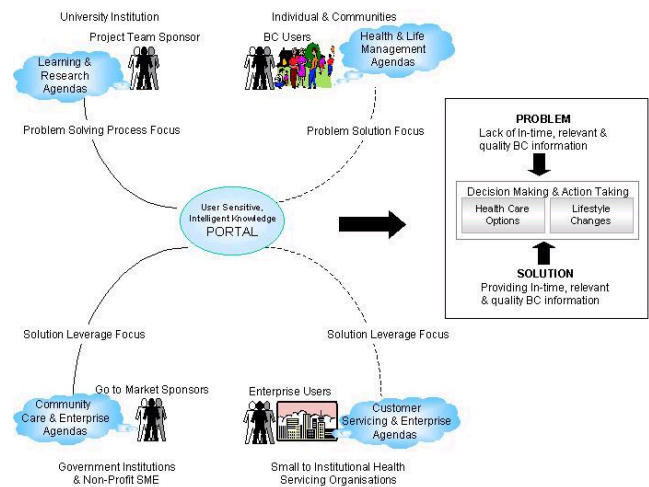 University Institution
Project Team Sponsor
Learning &
Research
Agendas
Problem Solving Process Focus
Individual & Communities
BC Users
Health & Life
Management
Agendas
Problem Solution Focus
User Sensitive,
Intelligent Knowledge
PORTAL
PROBLEM
Lack of In-time, relevant &
quality BC information
Decision Making & Action Taking
Health Care
Options
Lifestyle
Changes
SOLUTION
Providing In-time, relevant
& quality BC information
Solution Leverage Focus
Go to Market Sponsors
Community
Care & Enterprise
Agendas
Government Institutions
& Non-Profit SME
Solution Leverage Focus
Enterprise Users
Customer
Servicing & Enterprise
Agendas
Small to Institutional Health
Servicing Organisations